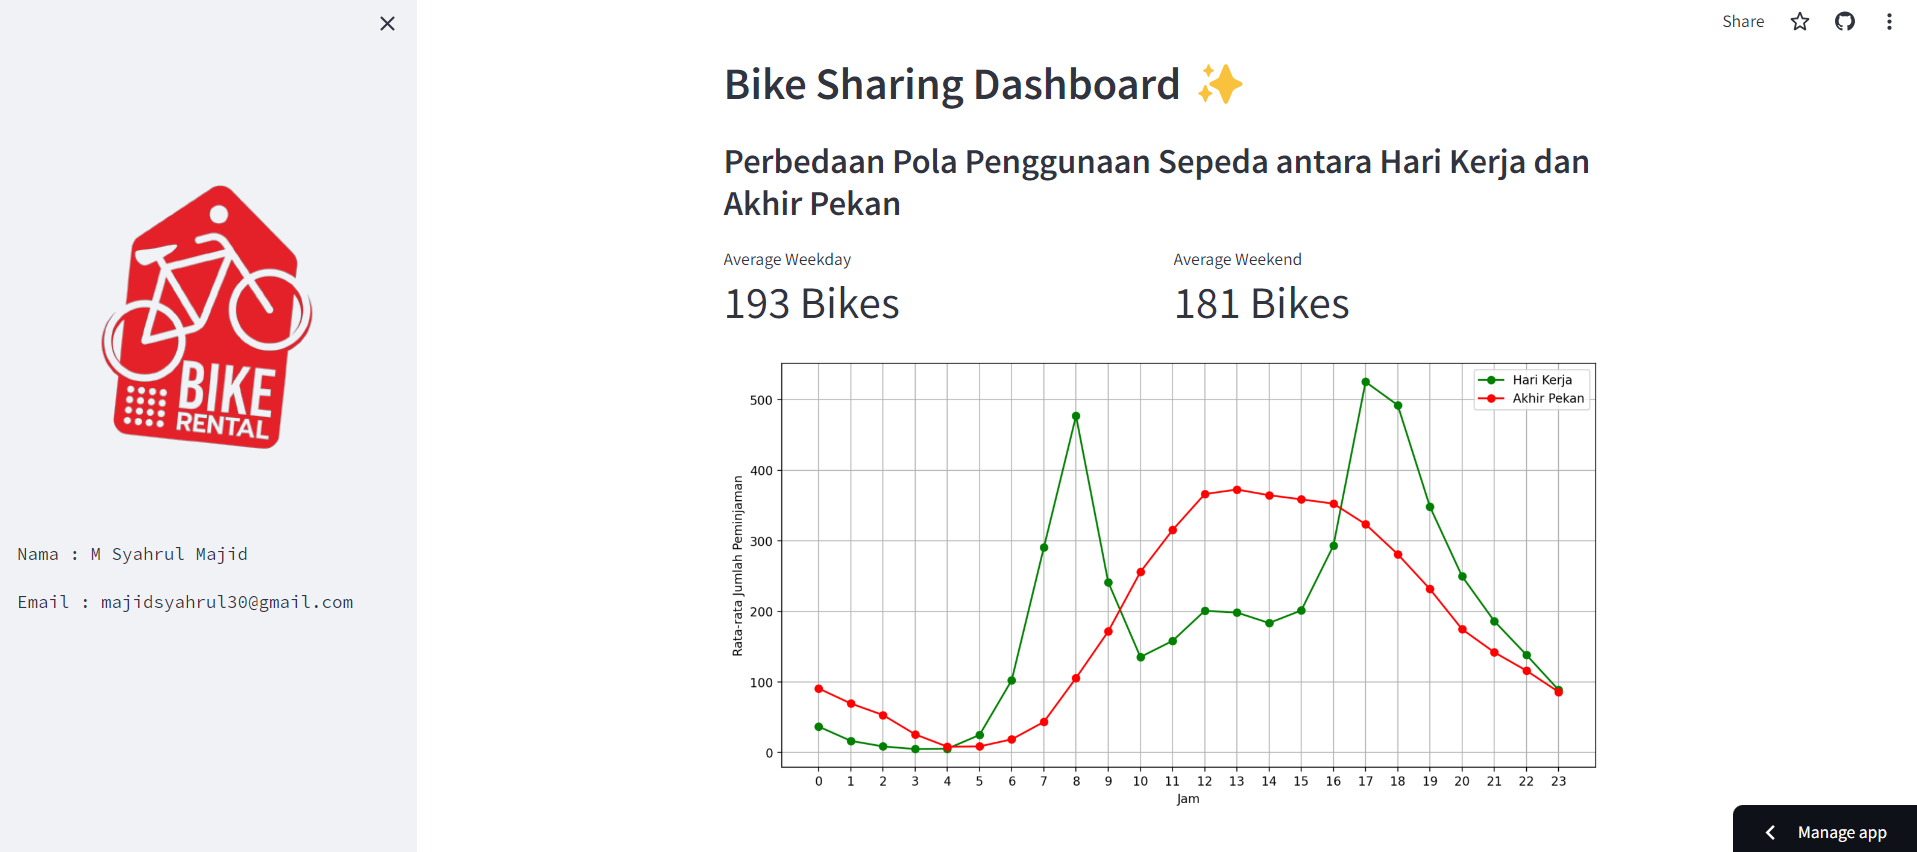 BIKE
RENTAL
Nama : M Syahrul Majid
Email : majidsyahrul30@gmail.com
Share
Bike Sharing Dashboard ✨
Perbedaan Pola Penggunaan Sepeda antara Hari Kerja dan
Akhir Pekan
Average Weekday
193 Bikes
Average Weekend
181 Bikes
Hari Kerja
Akhir Pekan
Rata-rata Jumlah Peminjaman
500
400
300
200
100
0
0 1 2 3 4 5 6 7 8 9 10 11 12 13 14 15 16 17 18 19 20 21 22 23
Jam
Manage app